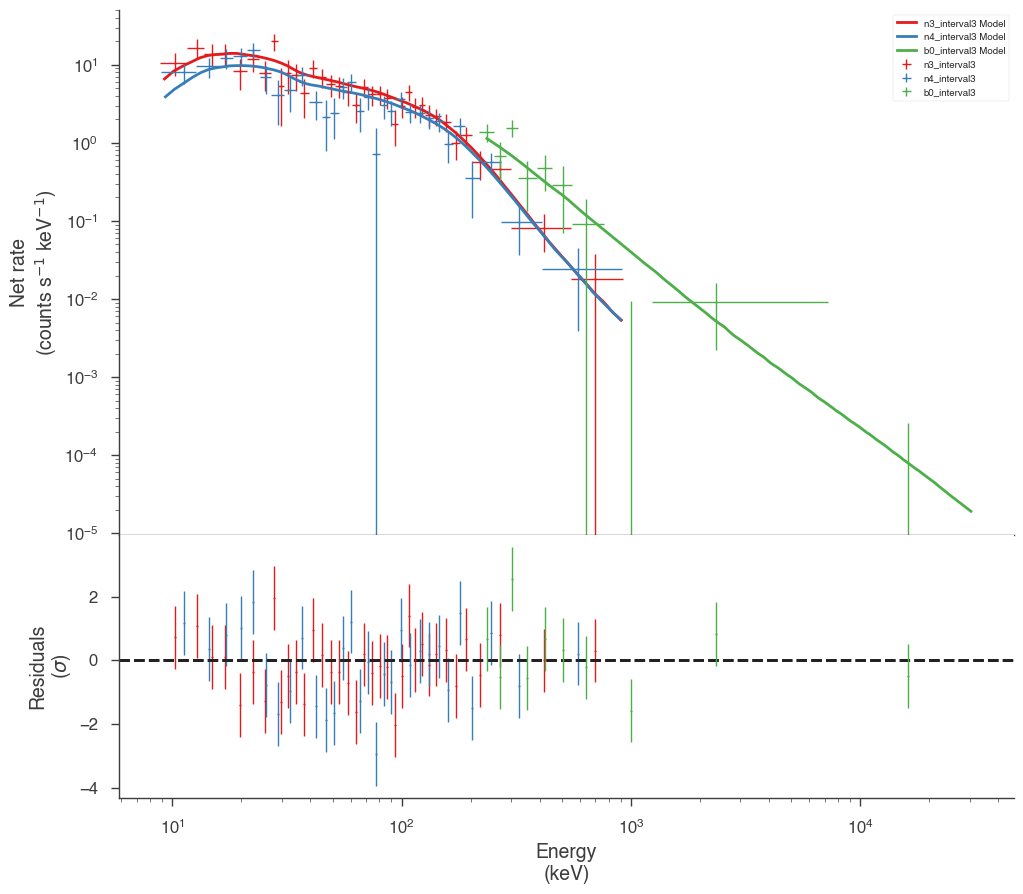 n3_interval3 Model
n4_interval3 Model
b0_interval3 Model
n3_interval3
n4_interval3
b0_interval3
Net rate
(counts s⁻¹ keV⁻¹)
10¹
10⁰
10⁻¹
10⁻²
10⁻³
10⁻⁴
10⁻⁵
Residuals
(σ)
2
0
−2
−4
10¹ 10² 10³ 10⁴
Energy
(keV)